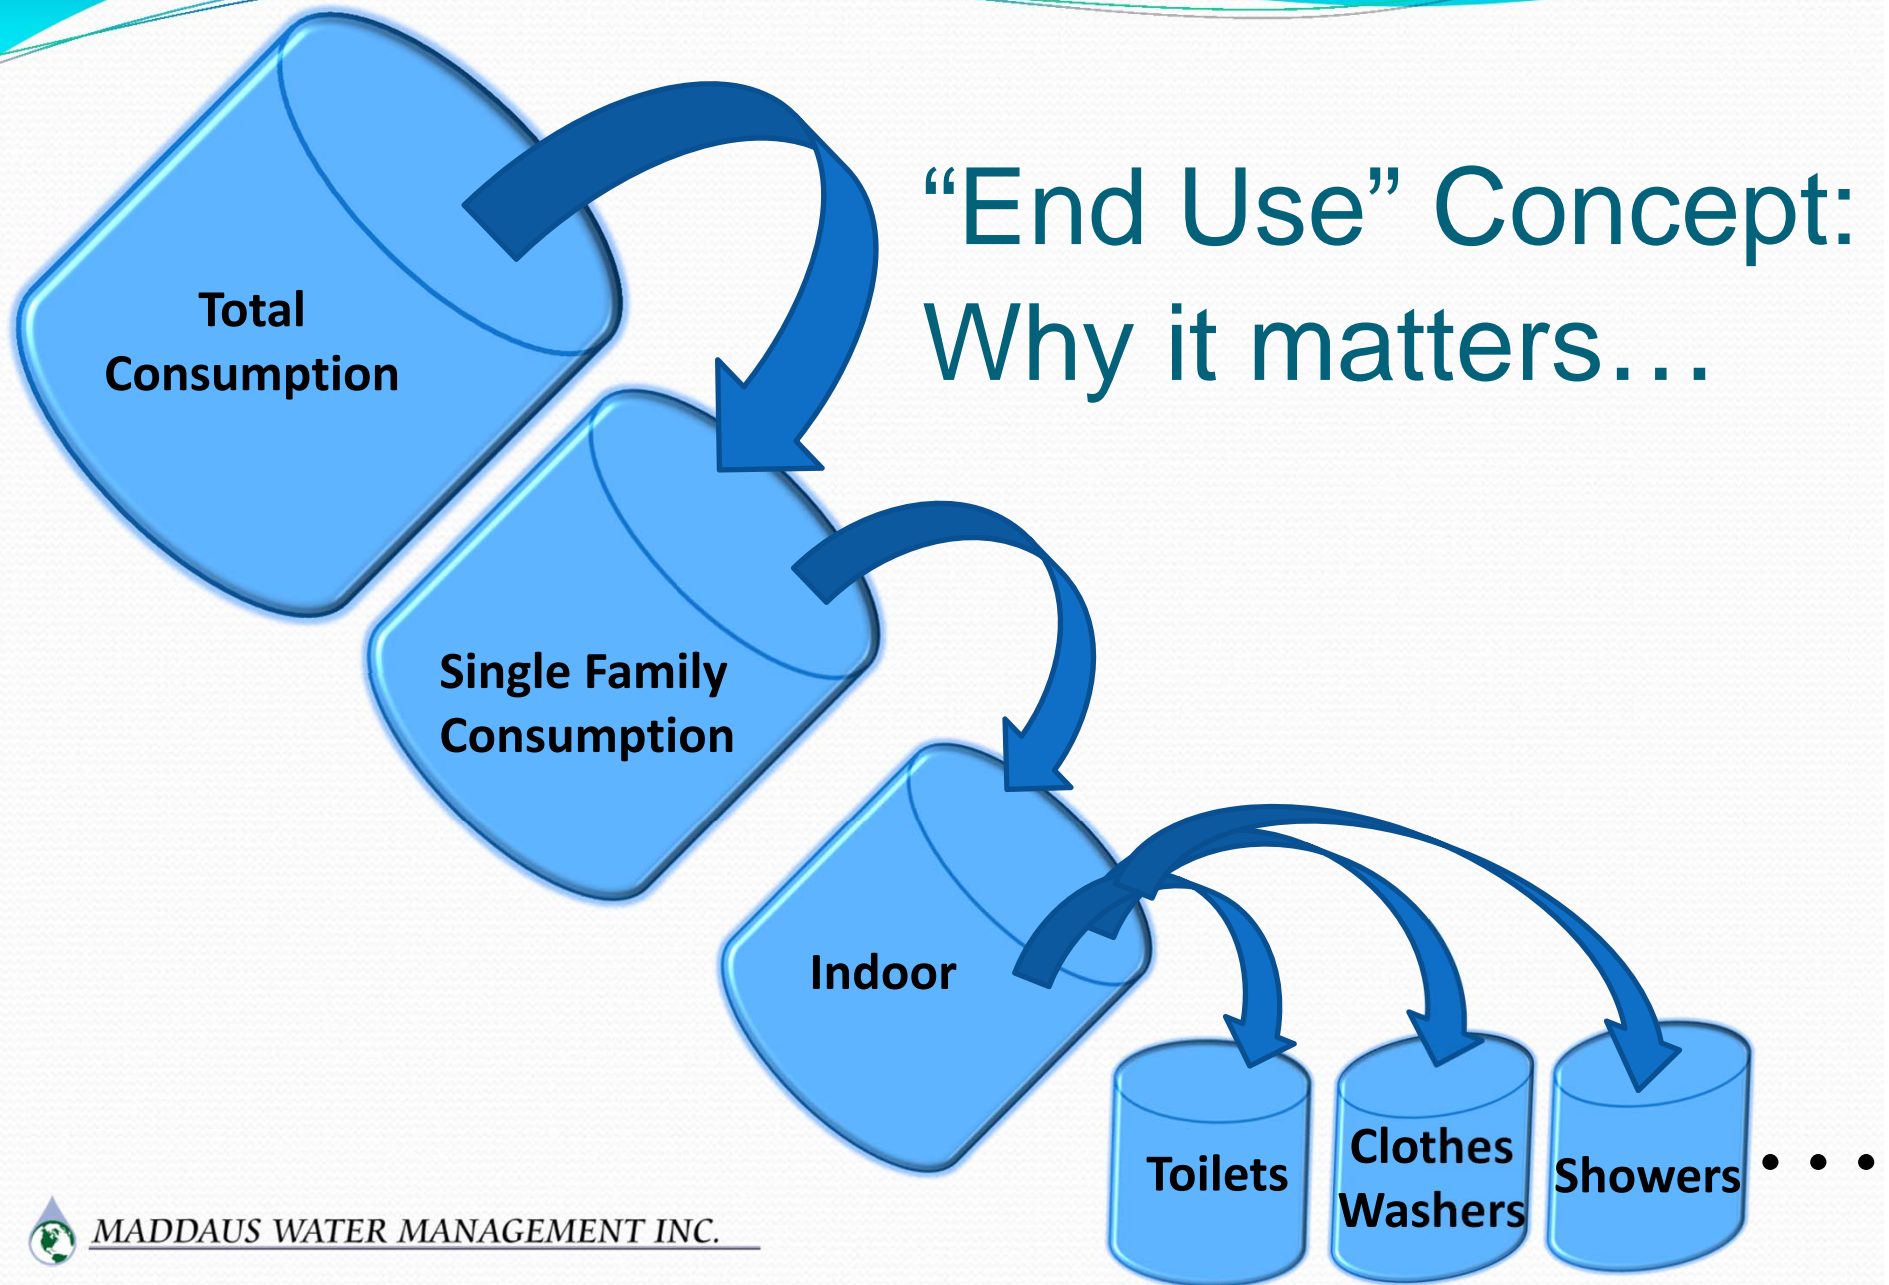 “End Use” Concept:
Why it matters…
Total
Consumption
Single Family
Consumption
Indoor
Toilets
Clothes
Washers
Showers
...
MADDAUS WATER MANAGEMENT INC.